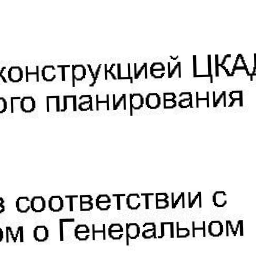 конструкцией ЦКАД
ого планирования
в соответствии с
ом о Генеральном